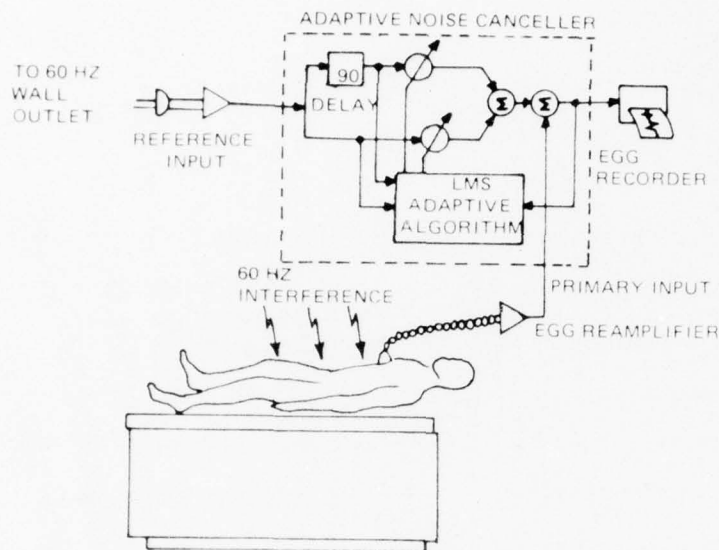 ADAPTIVE NOISE CANCELLER
TO 60 HZ
WALL
OUTLET
90
DELAY
REFERENCE
INPUT
Σ
Σ
LMS
ADAPTIVE
ALGORITHM
EGG
RECORDER
60 HZ
INTERFERENCE
PRIMARY INPUT
EGG REAMPLIFIER